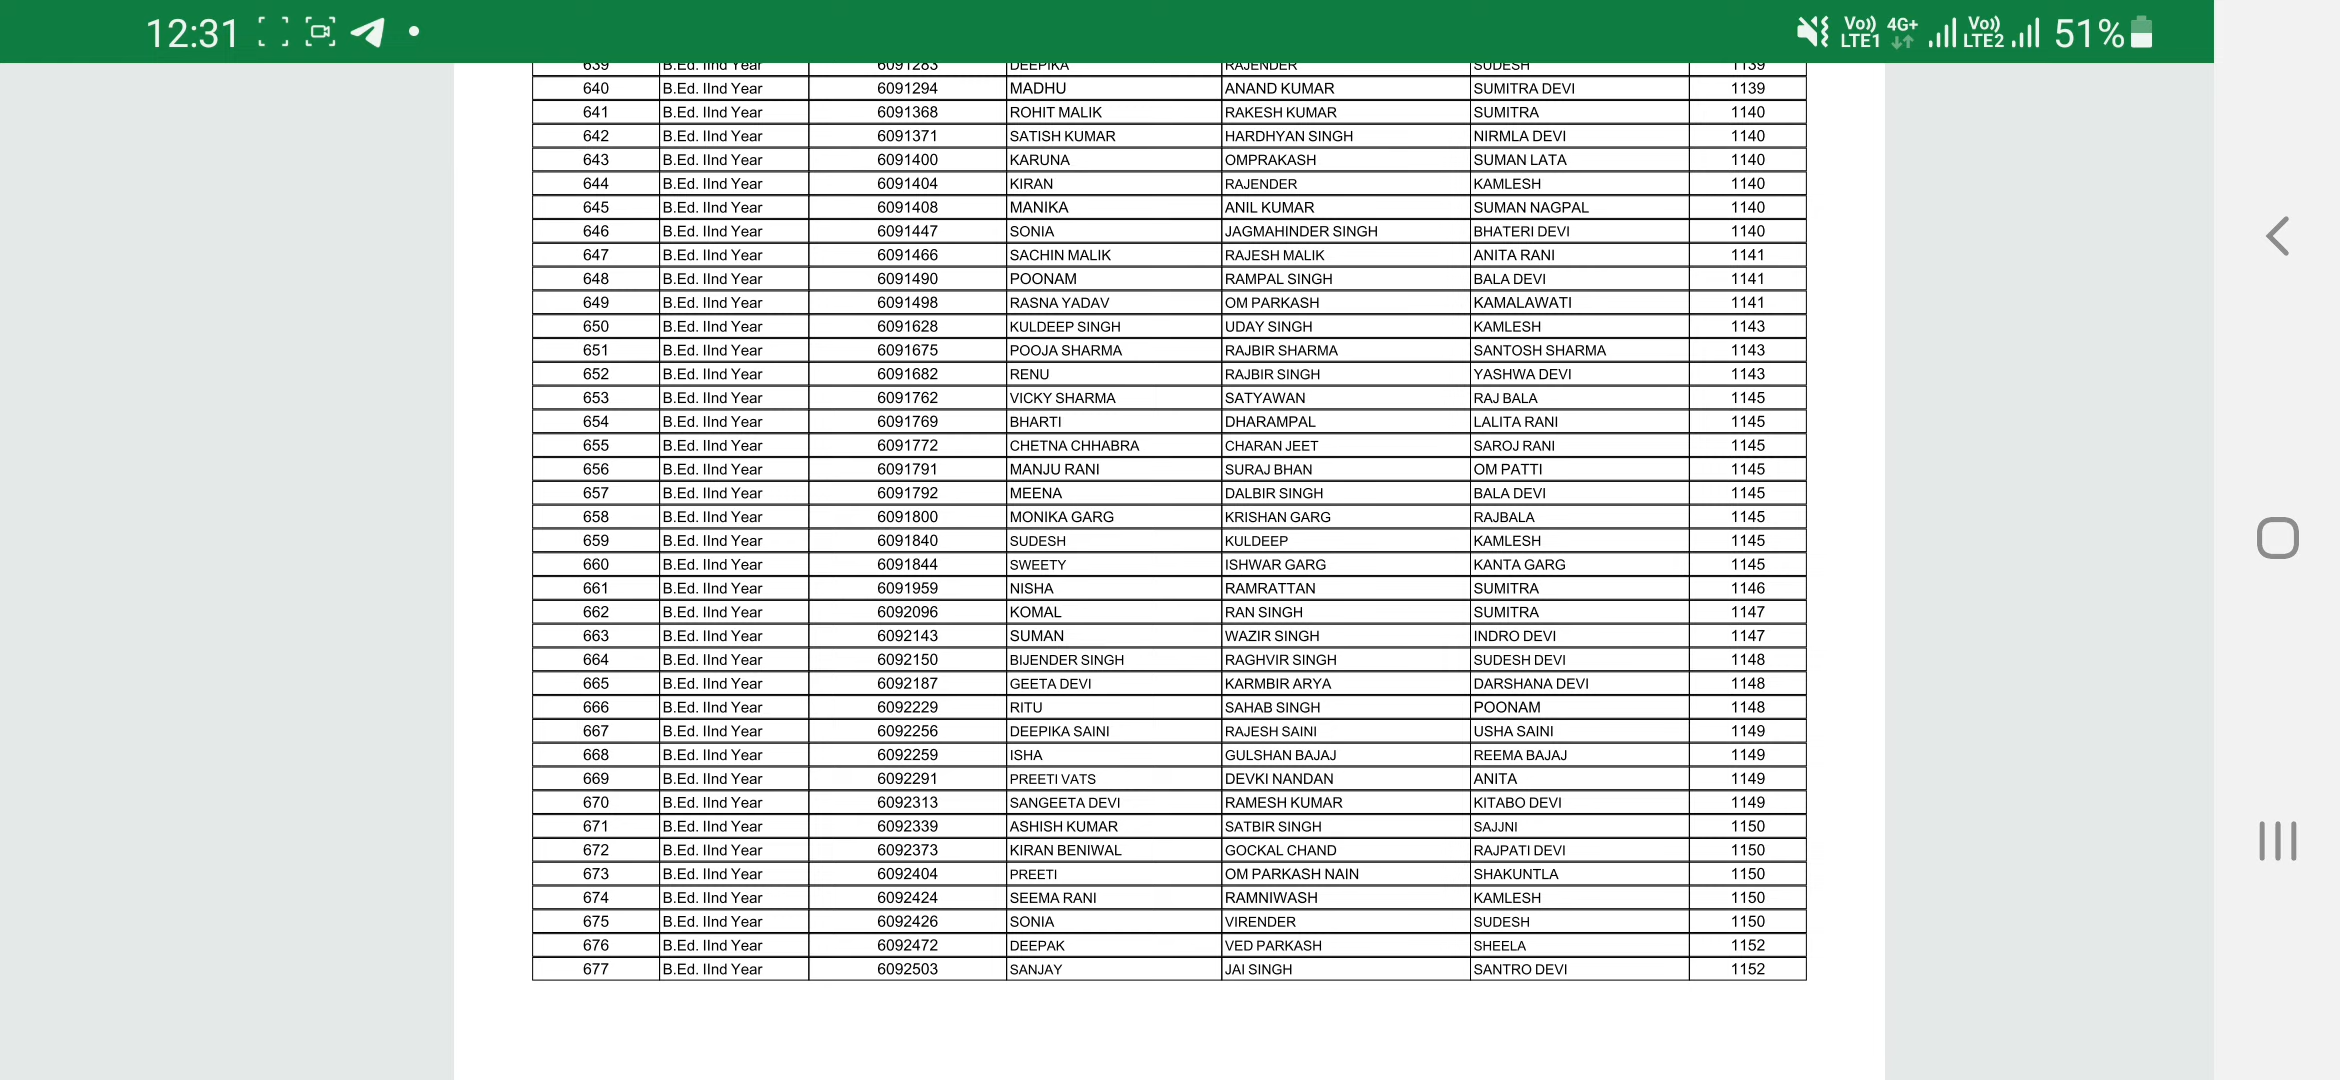 12:31 Vo)) LTE1 4G+ Vo)) LTE2 51%
639 B.Ed. IInd Year 6091283 DEEPIKA RAJENDER SUDESH 1139
640 B.Ed. IInd Year 6091294 MADHU ANAND KUMAR SUMITRA DEVI 1139
641 B.Ed. IInd Year 6091368 ROHIT MALIK RAKESH KUMAR SUMITRA 1140
642 B.Ed. IInd Year 6091371 SATISH KUMAR HARDHYAN SINGH NIRMLA DEVI 1140
643 B.Ed. IInd Year 6091400 KARUNA OMPRAKASH SUMAN LATA 1140
644 B.Ed. IInd Year 6091404 KIRAN RAJENDER KAMLESH 1140
645 B.Ed. IInd Year 6091408 MANIKA ANIL KUMAR SUMAN NAGPAL 1140
646 B.Ed. IInd Year 6091447 SONIA JAGMAHINDER SINGH BHATERI DEVI 1140
647 B.Ed. IInd Year 6091466 SACHIN MALIK RAJESH MALIK ANITA RANI 1141
648 B.Ed. IInd Year 6091490 POONAM RAMPAL SINGH BALA DEVI 1141
649 B.Ed. IInd Year 6091498 RASNA YADAV OM PARKASH KAMALAWATI 1141
650 B.Ed. IInd Year 6091628 KULDEEP SINGH UDAY SINGH KAMLESH 1143
651 B.Ed. IInd Year 6091675 POOJA SHARMA RAJBIR SHARMA SANTOSH SHARMA 1143
652 B.Ed. IInd Year 6091682 RENU RAJBIR SINGH YASHWA DEVI 1143
653 B.Ed. IInd Year 6091762 VICKY SHARMA SATYAWAN RAJ BALA 1145
654 B.Ed. IInd Year 6091769 BHARTI DHARAMPAL LALITA RANI 1145
655 B.Ed. IInd Year 6091772 CHETNA CHHABRA CHARAN JEET SAROJ RANI 1145
656 B.Ed. IInd Year 6091791 MANJU RANI SURAJ BHAN OM PATTI 1145
657 B.Ed. IInd Year 6091792 MEENA DALBIR SINGH BALA DEVI 1145
658 B.Ed. IInd Year 6091800 MONIKA GARG KRISHAN GARG RAJBALA 1145
659 B.Ed. IInd Year 6091840 SUDESH KULDEEP KAMLESH 1145
660 B.Ed. IInd Year 6091844 SWEETY ISHWAR GARG KANTA GARG 1145
661 B.Ed. IInd Year 6091959 NISHA RAMRATTAN SUMITRA 1146
662 B.Ed. IInd Year 6092096 KOMAL RAN SINGH SUMITRA 1147
663 B.Ed. IInd Year 6092143 SUMAN WAZIR SINGH INDRO DEVI 1147
664 B.Ed. IInd Year 6092150 BIJENDER SINGH RAGHVIR SINGH SUDESH DEVI 1148
665 B.Ed. IInd Year 6092187 GEETA DEVI KARMBIR ARYA DARSHANA DEVI 1148
666 B.Ed. IInd Year 6092229 RITU SAHAB SINGH POONAM 1148
667 B.Ed. IInd Year 6092256 DEEPIKA SAINI RAJESH SAINI USHA SAINI 1149
668 B.Ed. IInd Year 6092259 ISHA GULSHAN BAJAJ REEMA BAJAJ 1149
669 B.Ed. IInd Year 6092291 PREETI VATS DEVKI NANDAN ANITA 1149
670 B.Ed. IInd Year 6092313 SANGEETA DEVI RAMESH KUMAR KITABO DEVI 1149
671 B.Ed. IInd Year 6092339 ASHISH KUMAR SATBIR SINGH SAJJNI 1150
672 B.Ed. IInd Year 6092373 KIRAN BENIWAL GOCKAL CHAND RAJPATI DEVI 1150
673 B.Ed. IInd Year 6092404 PREETI OM PARKASH NAIN SHAKUNTLA 1150
674 B.Ed. IInd Year 6092424 SEEMA RANI RAMNIWASH KAMLESH 1150
675 B.Ed. IInd Year 6092426 SONIA VIRENDER SUDESH 1150
676 B.Ed. IInd Year 6092472 DEEPAK VED PARKASH SHEELA 1152
677 B.Ed. IInd Year 6092503 SANJAY JAI SINGH SANTRO DEVI 1152